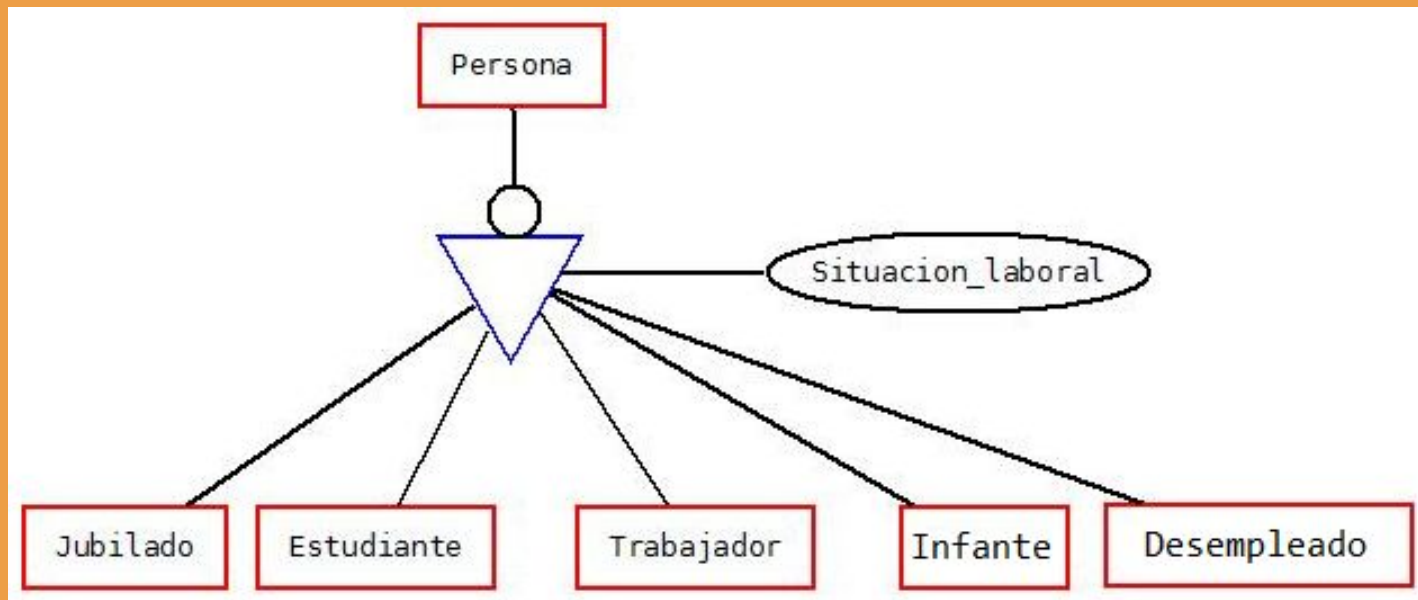 Persona
Situacion_laboral
Jubilado
Estudiante
Trabajador
Infante
Desempleado